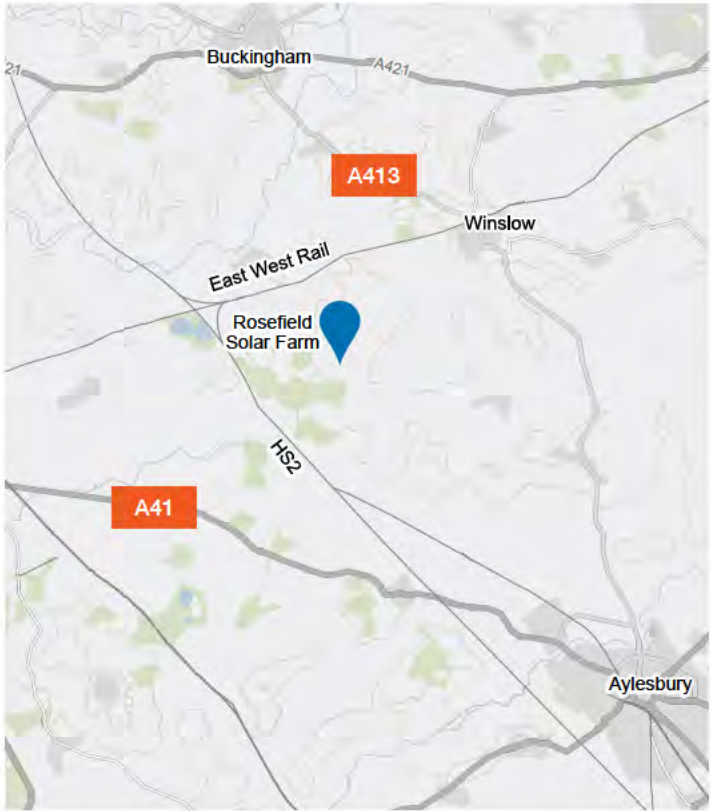 Buckingham
21
A421
A413
Winslow
East West Rail
Rosefield
Solar Farm
HS2
A41
Aylesbury